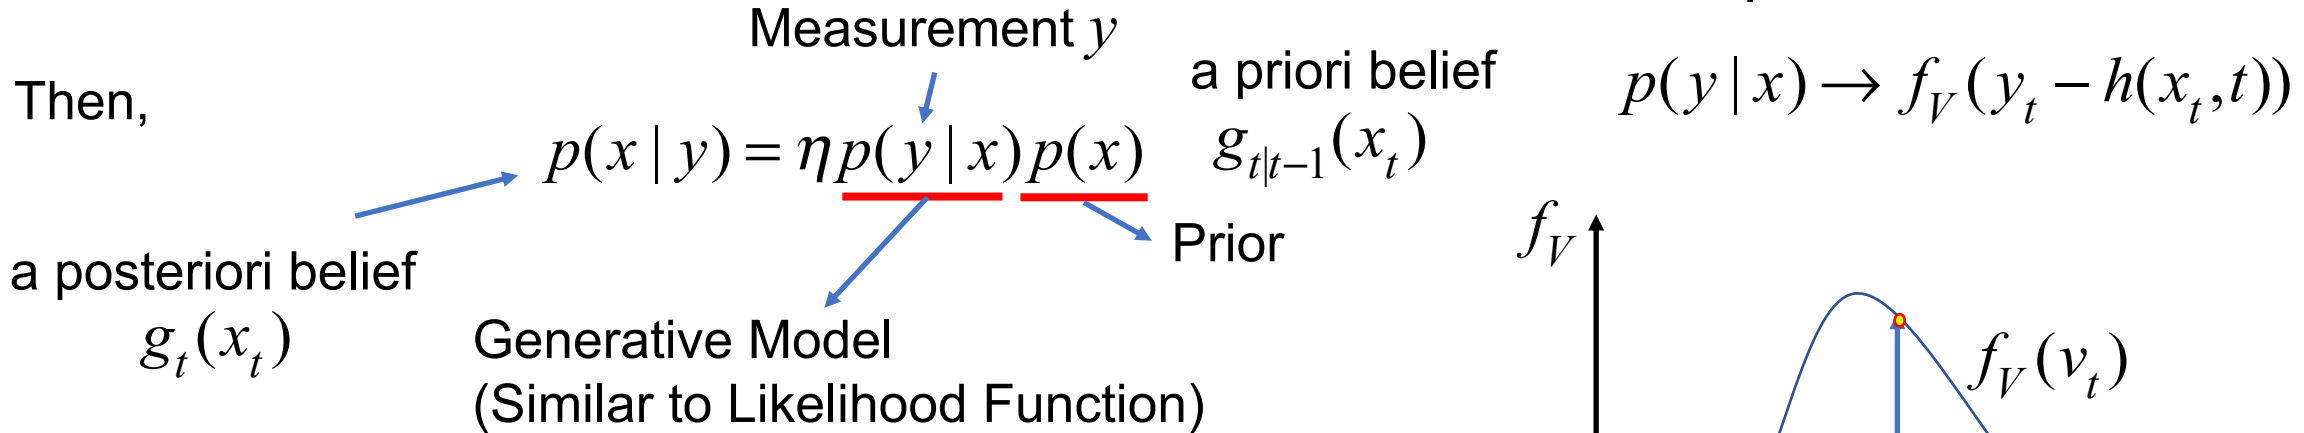 Measurement y
Then,
p(x | y) = ηp(y | x)p(x)
a priori belief
g_{t|t−1}(x_t)
p(y | x) → f_V(y_t − h(x_t,t))
Prior
a posteriori belief
g_t(x_t)
Generative Model
(Similar to Likelihood Function)
f_V
f_V(v_t)